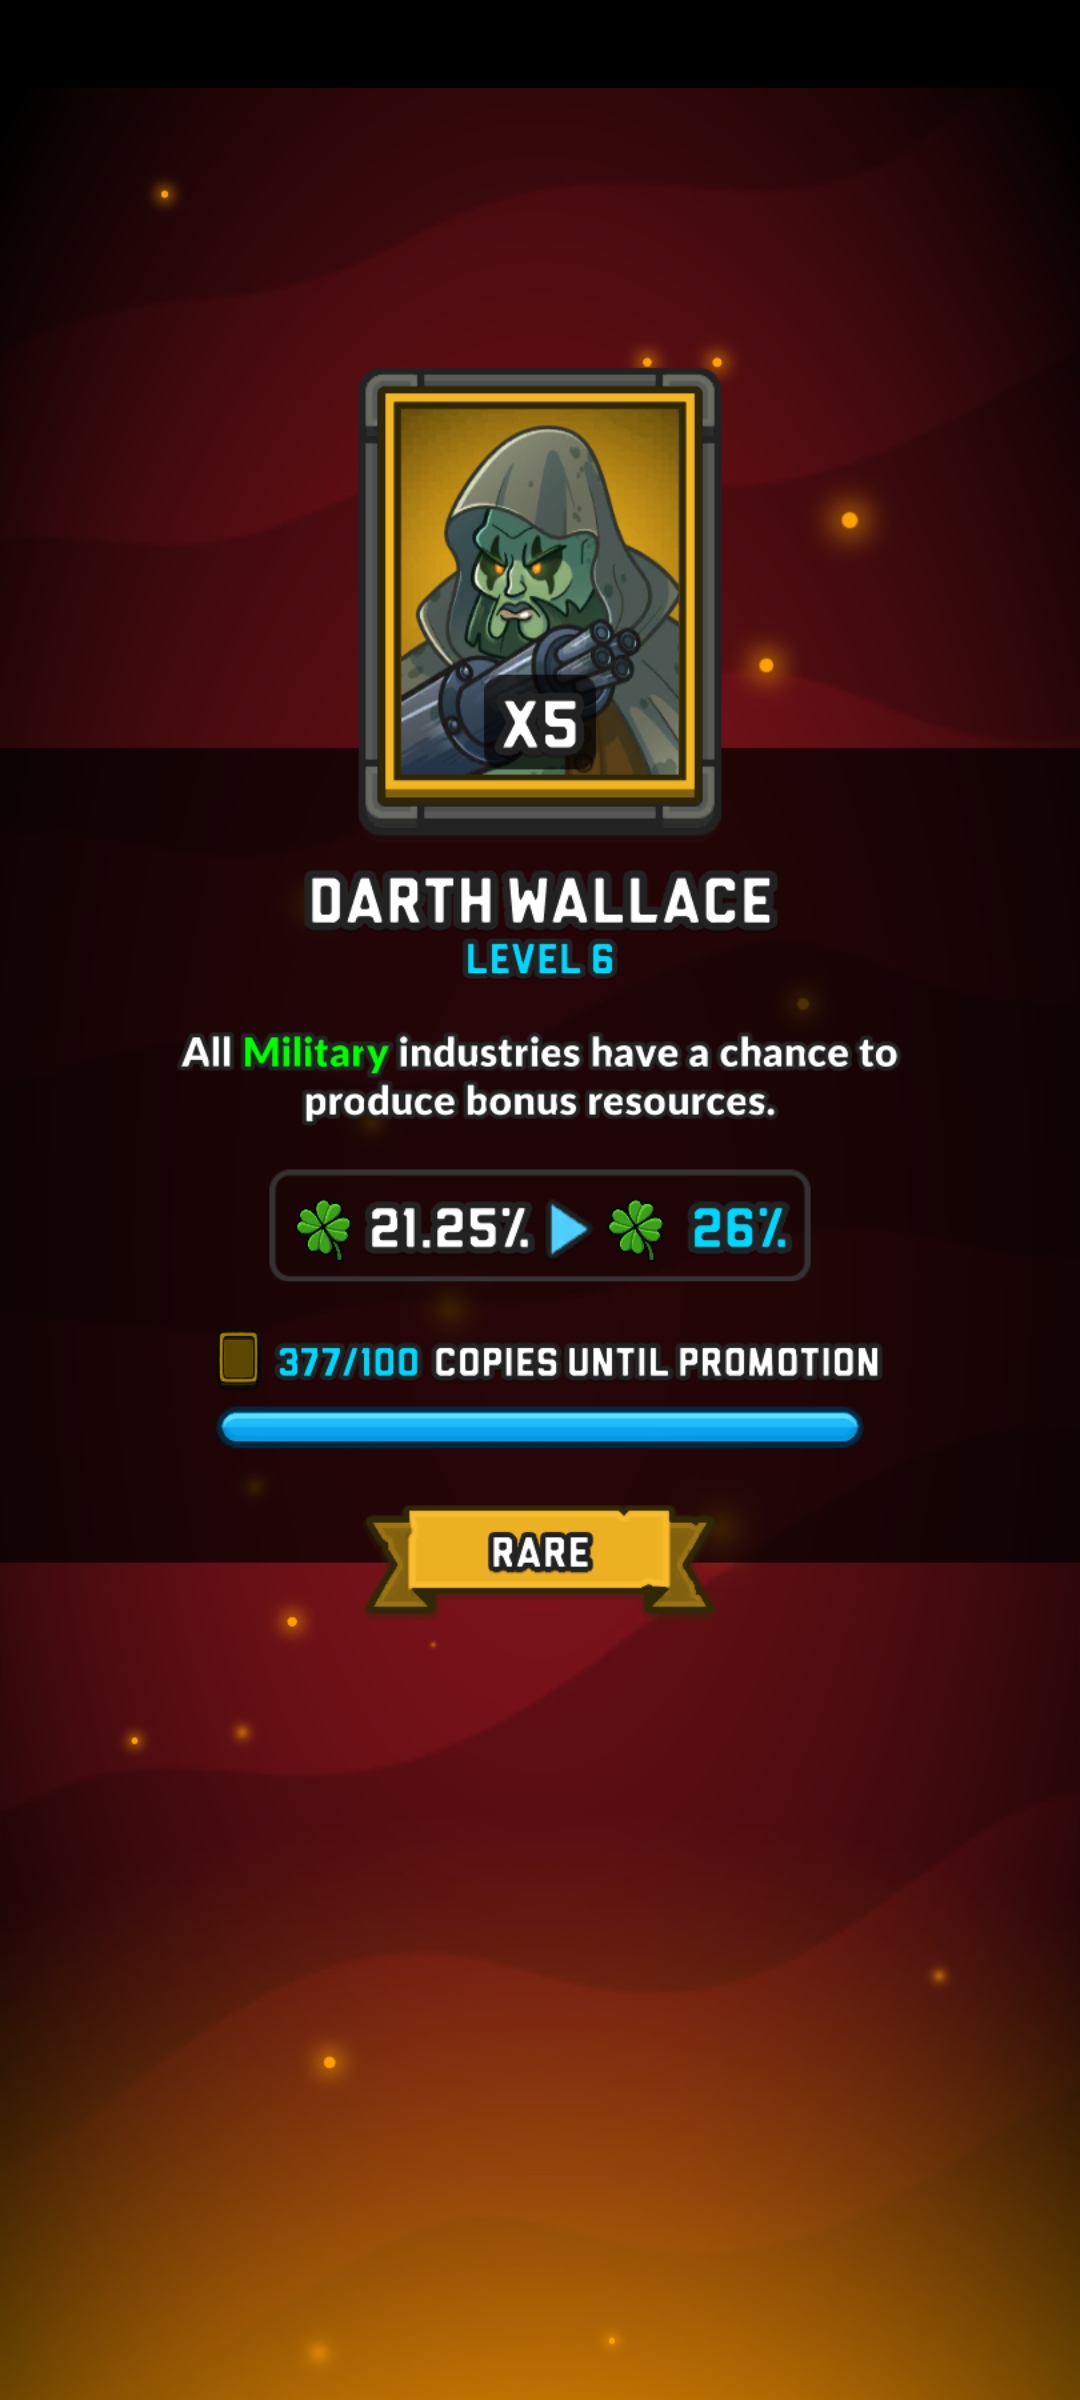 X5
DARTH WALLACE
LEVEL 6
All Military industries have a chance to
produce bonus resources.
21.25% 26%
377/100 COPIES UNTIL PROMOTION
RARE